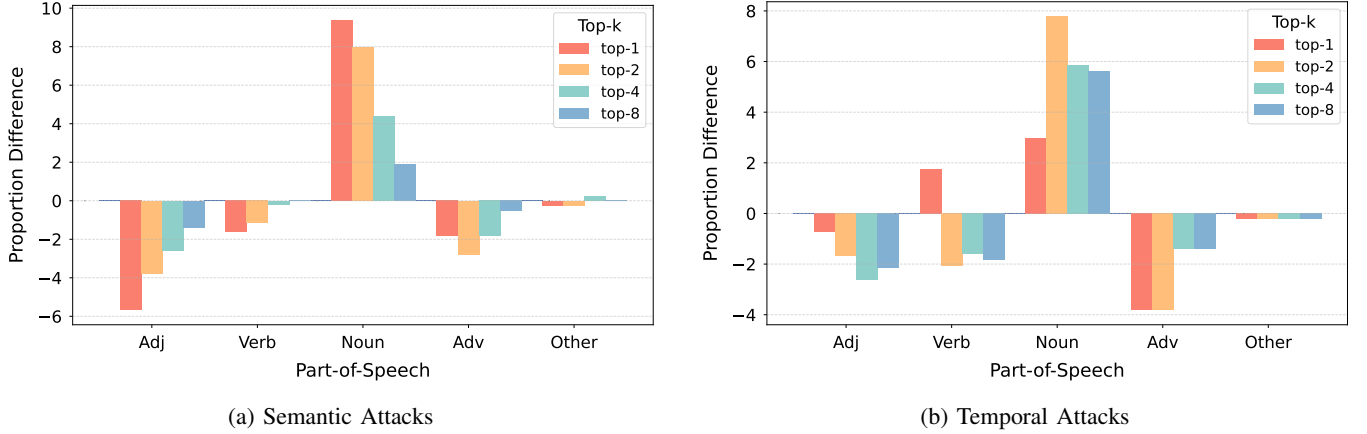 10
8
6
4
2
0
−2
−4
−6
Proportion Difference
Top-k
top-1
top-2
top-4
top-8
Adj Verb Noun Adv Other
Part-of-Speech
(a) Semantic Attacks
8
6
4
2
0
−2
−4
Proportion Difference
Top-k
top-1
top-2
top-4
top-8
Adj Verb Noun Adv Other
Part-of-Speech
(b) Temporal Attacks